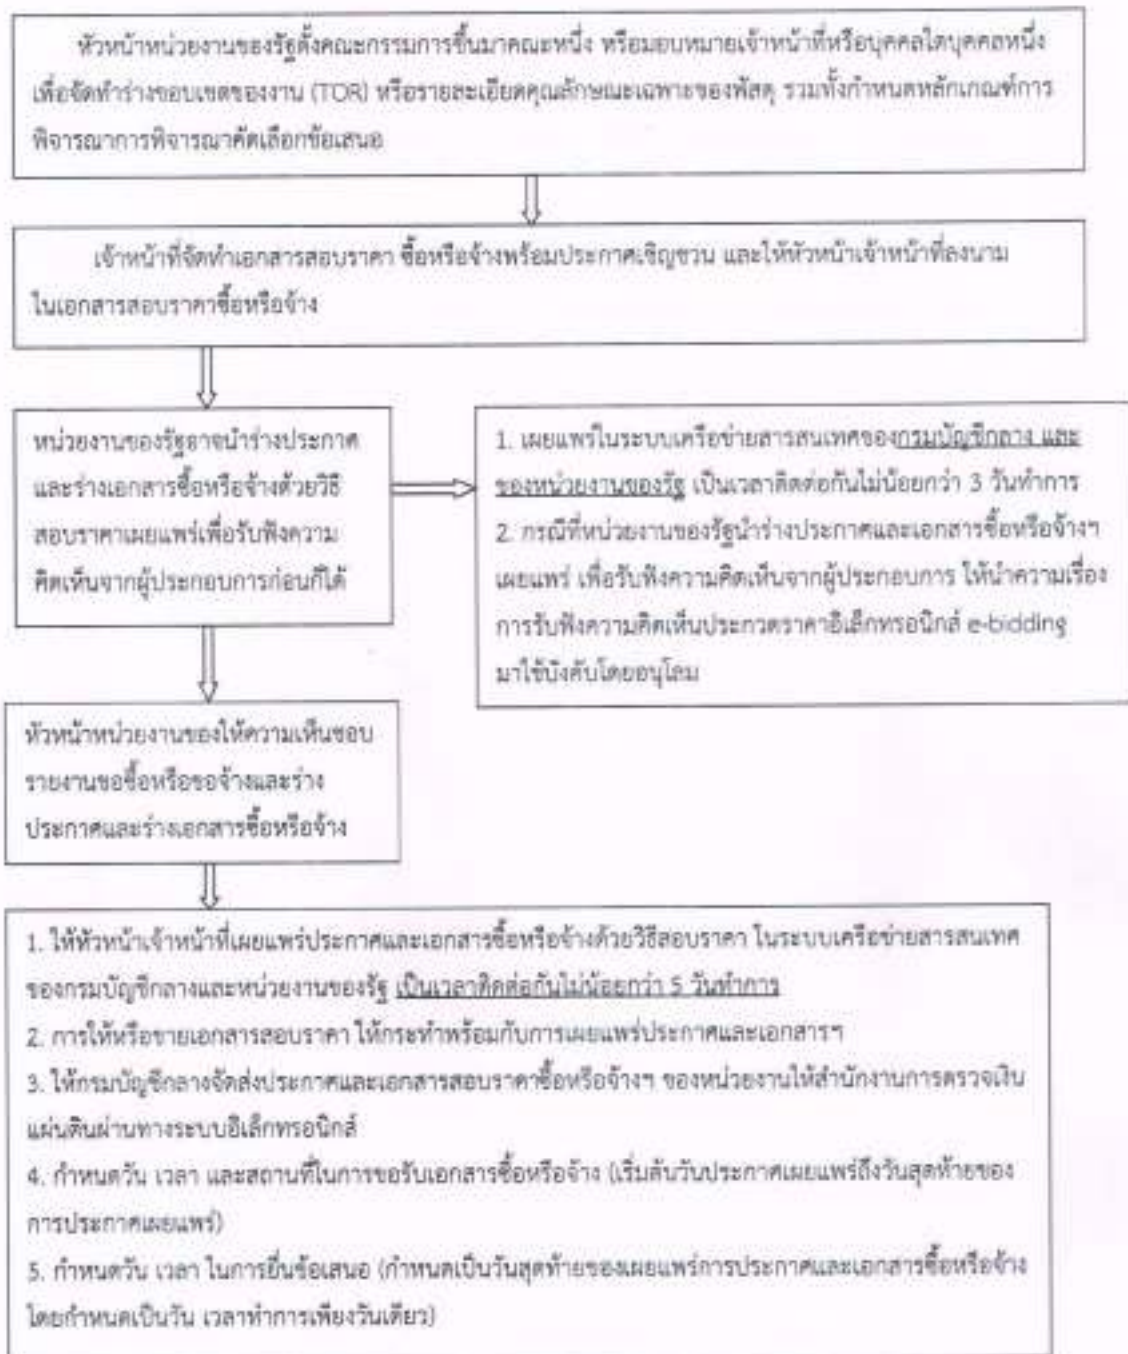 หัวหน้าหน่วยงานของรัฐตั้งคณะกรรมการขึ้นมาคณะหนึ่ง หรือมอบหมายเจ้าหน้าที่หรือบุคคลใดบุคคลหนึ่ง
เพื่อจัดทำร่างขอบเขตของงาน (TOR) หรือรายละเอียดคุณลักษณะเฉพาะของพัสดุ รวมทั้งกำหนดหลักเกณฑ์การ
พิจารณาการพิจารณาคัดเลือกข้อเสนอ
เจ้าหน้าที่จัดทำเอกสารสอบราคา ซื้อหรือจ้างพร้อมประกาศเชิญชวน และให้หัวหน้าเจ้าหน้าที่ลงนาม
ในเอกสารสอบราคาซื้อหรือจ้าง
หน่วยงานของรัฐอาจนำร่างประกาศ
และร่างเอกสารซื้อหรือจ้างด้วยวิธี
สอบราคาเผยแพร่เพื่อรับฟังความ
คิดเห็นจากผู้ประกอบการก่อนก็ได้
1. เผยแพร่ในระบบเครือข่ายสารสนเทศของกรมบัญชีกลาง และ
ของหน่วยงานของรัฐ เป็นเวลาติดต่อกันไม่น้อยกว่า 3 วันทำการ
2. กรณีที่หน่วยงานของรัฐนำร่างประกาศและเอกสารซื้อหรือจ้างฯ
เผยแพร่ เพื่อรับฟังความคิดเห็นจากผู้ประกอบการ ให้นำความเรื่อง
การรับฟังความคิดเห็นประกวดราคาอิเล็กทรอนิกส์ e-bidding
มาใช้บังคับโดยอนุโลม
หัวหน้าหน่วยงานของให้ความเห็นชอบ
รายงานขอซื้อหรือขอจ้างและร่าง
ประกาศและร่างเอกสารซื้อหรือจ้าง
1. ให้หัวหน้าเจ้าหน้าที่เผยแพร่ประกาศและเอกสารซื้อหรือจ้างด้วยวิธีสอบราคา ในระบบเครือข่ายสารสนเทศ
ของกรมบัญชีกลางและหน่วยงานของรัฐ เป็นเวลาติดต่อกันไม่น้อยกว่า 5 วันทำการ
2. การให้หรือขายเอกสารสอบราคา ให้กระทำพร้อมกับการเผยแพร่ประกาศและเอกสารฯ
3. ให้กรมบัญชีกลางจัดส่งประกาศและเอกสารสอบราคาซื้อหรือจ้างฯ ของหน่วยงานให้สำนักงานการตรวจเงิน
แผ่นดินผ่านทางระบบอิเล็กทรอนิกส์
4. กำหนดวัน เวลา และสถานที่ในการขอรับเอกสารซื้อหรือจ้าง (เริ่มต้นวันประกาศเผยแพร่ถึงวันสุดท้ายของ
การประกาศเผยแพร่)
5. กำหนดวัน เวลา ในการยื่นข้อเสนอ (กำหนดเป็นวันสุดท้ายของเผยแพร่การประกาศและเอกสารซื้อหรือจ้าง
โดยกำหนดเป็นวัน เวลาทำการเพียงวันเดียว)